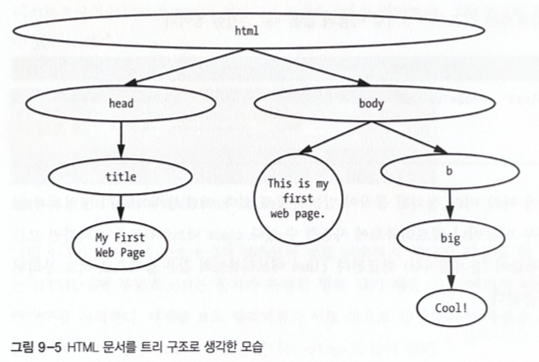 html
head
body
title
This is my
first
web page.
b
My First
Web Page
big
Cool!
그림 9-5 HTML 문서를 트리 구조로 생각한 모습